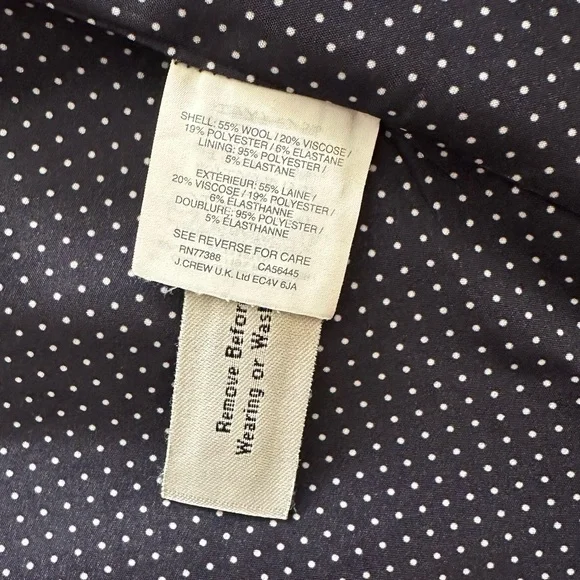 SHELL: 55% WOOL / 20% VISCOSE /
19% POLYESTER / 6% ELASTANE
LINING: 95% POLYESTER /
5% ELASTANE
EXTÉRIEUR: 55% LAINE /
20% VISCOSE / 19% POLYESTER /
6% ÉLASTHANNE
DOUBLURE: 95% POLYESTER /
5% ÉLASTHANNE
SEE REVERSE FOR CARE
RN77388 CA56445
J.CREW U.K. Ltd EC4V 6JA
Remove Befor
Wearing or Was